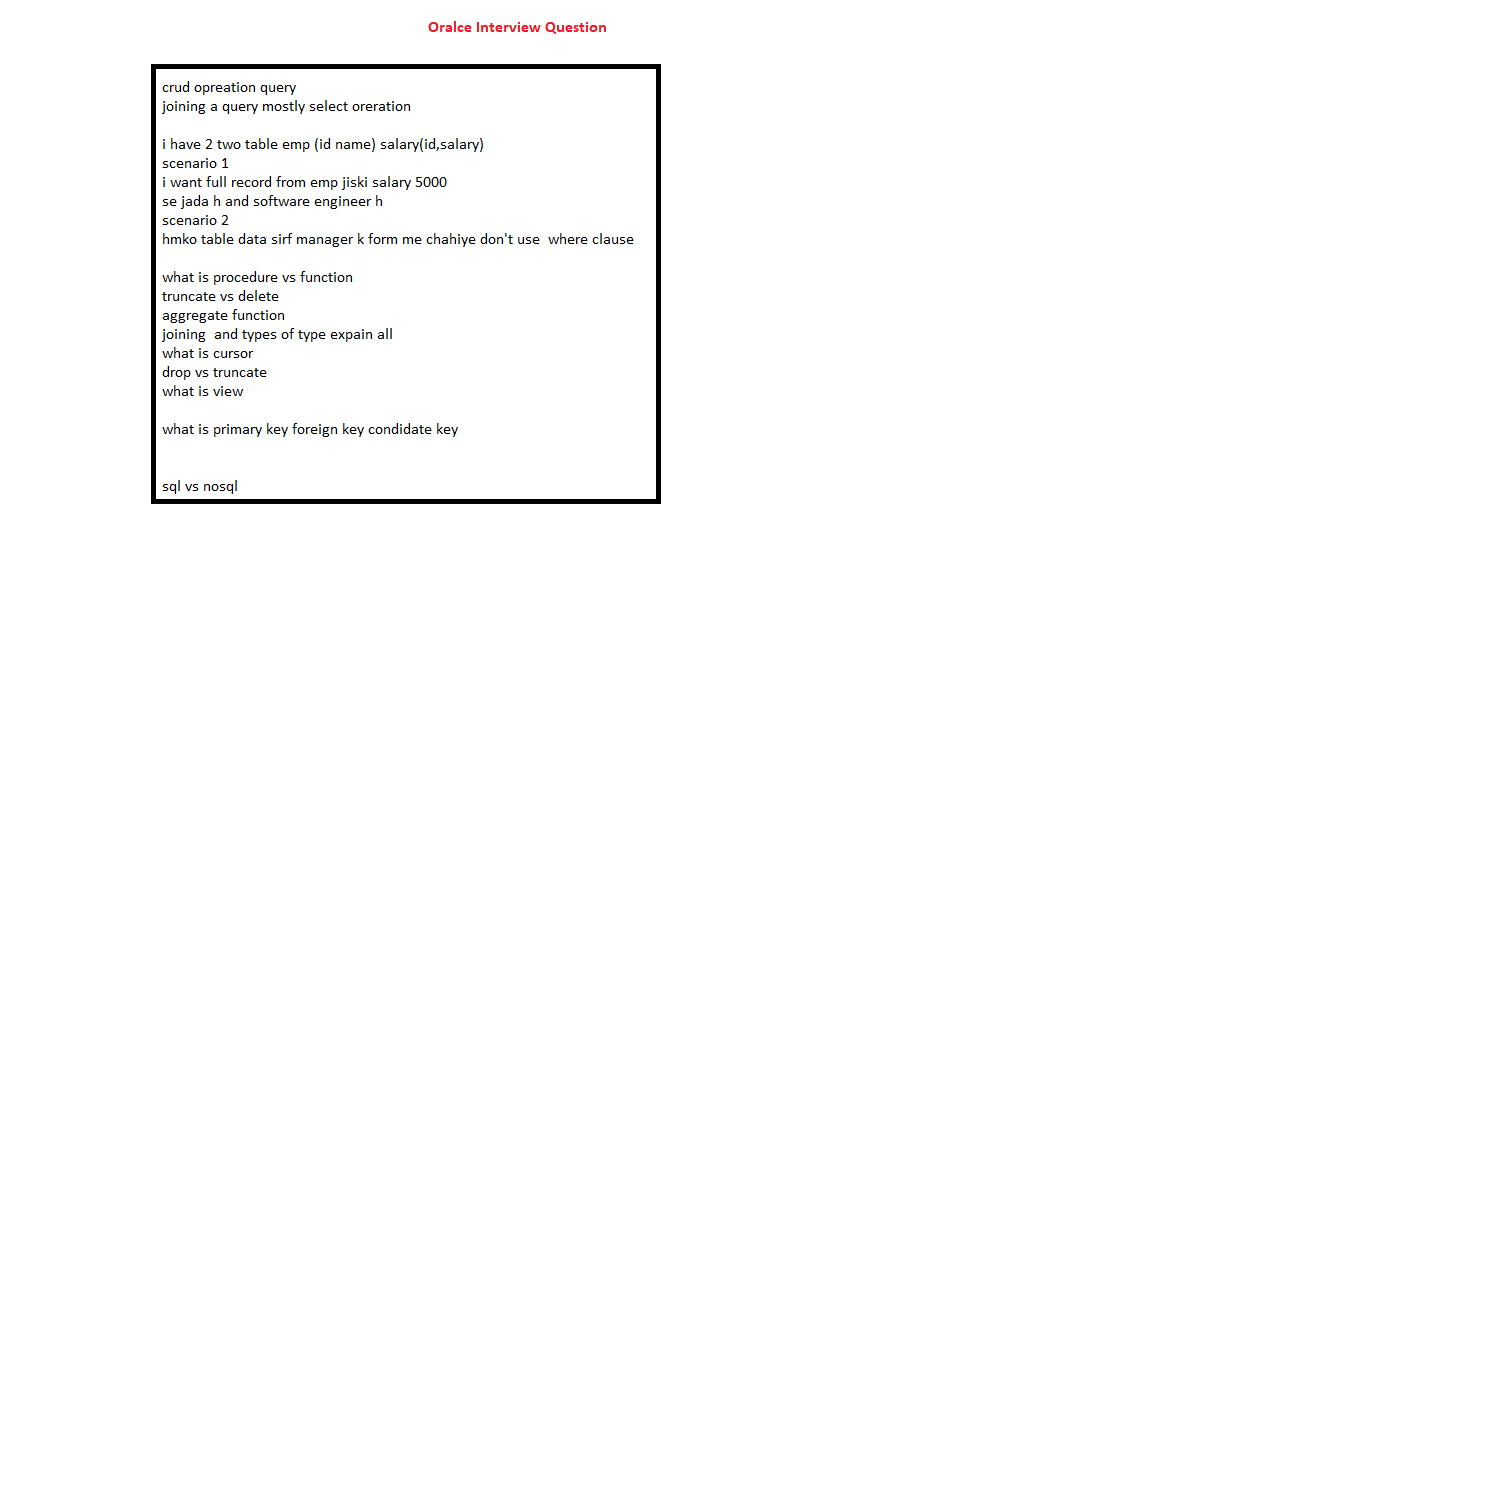 Oralce Interview Question
crud opreation query
joining a query mostly select oreration
i have 2 two table emp (id name) salary(id,salary)
scenario 1
i want full record from emp jiski salary 5000
se jada h and software engineer h
scenario 2
hmko table data sirf manager k form me chahiye don't use  where clause
what is procedure vs function
truncate vs delete
aggregate function
joining  and types of type expain all
what is cursor
drop vs truncate
what is view
what is primary key foreign key condidate key
sql vs nosql